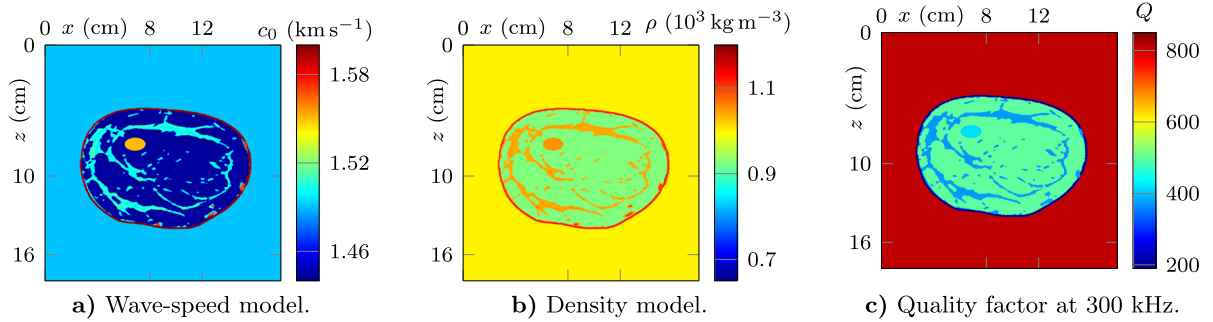 0 x (cm) 8 12 c₀ (km s⁻¹)
0
z (cm)
10
16
1.58
1.52
1.46
a) Wave-speed model.
0 x (cm) 8 12 ρ (10³ kg m⁻³)
0
z (cm)
10
16
1.1
0.9
0.7
b) Density model.
0 x (cm) 8 12 Q
0
z (cm)
10
16
800
600
400
200
c) Quality factor at 300 kHz.